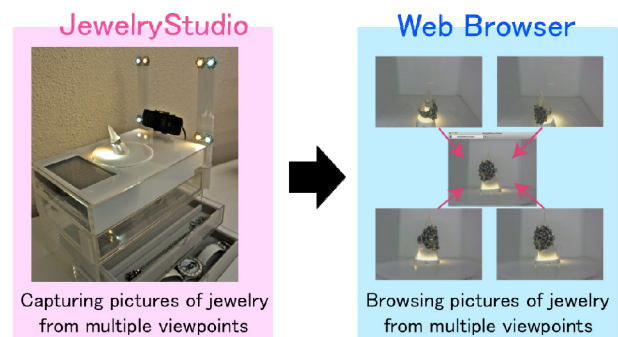 JewelryStudio
Web Browser
Capturing pictures of jewelry
from multiple viewpoints
Browsing pictures of jewelry
from multiple viewpoints